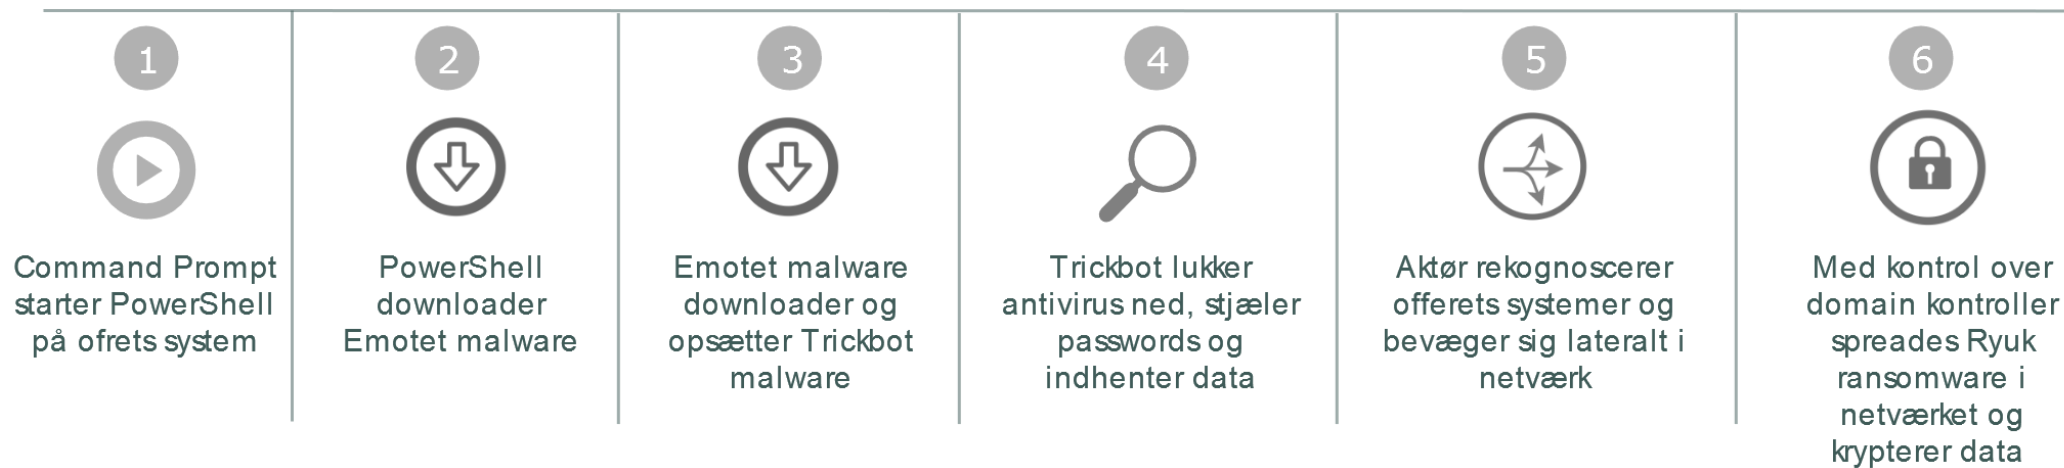 1
Command Prompt
starter PowerShell
på ofrets system
2
PowerShell
downloader
Emotet malware
3
Emotet malware
downloader og
opsætter Trickbot
malware
4
Trickbot lukker
antivirus ned, stjæler
passwords og
indhenter data
5
Aktør rekognoscerer
offerets systemer og
bevæger sig lateralt i
netværk
6
Med kontrol over
domain kontroller
spreades Ryuk
ransomware i
netværket og
krypterer data